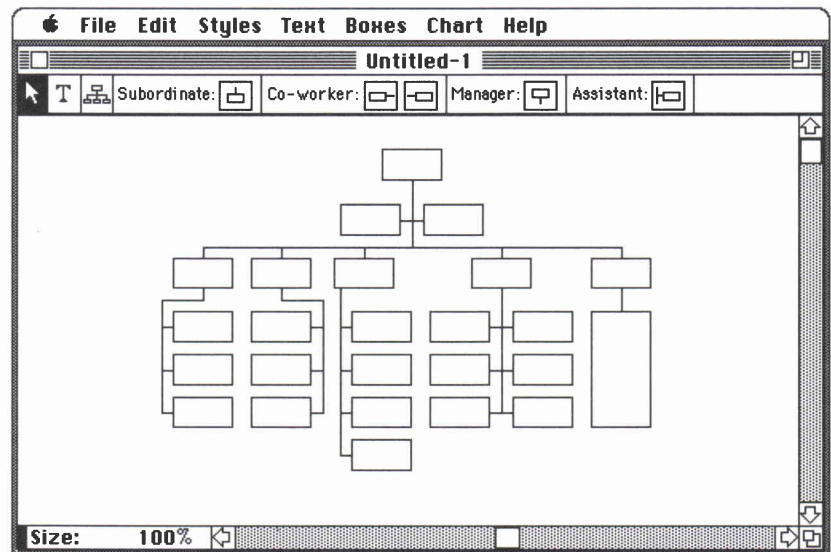 File Edit Styles Text Boxes Chart Help
Untitled-1
T Subordinate: Co-worker: Manager: Assistant:
Size: 100%